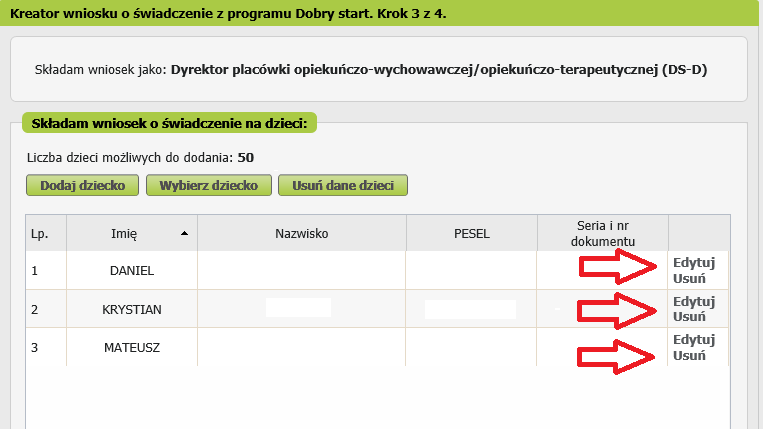 Kreator wniosku o świadczenie z programu Dobry start. Krok 3 z 4.
Składam wniosek jako: Dyrektor placówki opiekuńczo-wychowawczej/opiekuńczo-terapeutycznej (DS-D)
Składam wniosek o świadczenie na dzieci:
Liczba dzieci możliwych do dodania: 50
Dodaj dziecko Wybierz dziecko Usuń dane dzieci
Lp. Imię Nazwisko PESEL Seria i nr dokumentu
1 DANIEL Edytuj
Usuń
2 KRYSTIAN Edytuj
Usuń
3 MATEUSZ Edytuj
Usuń